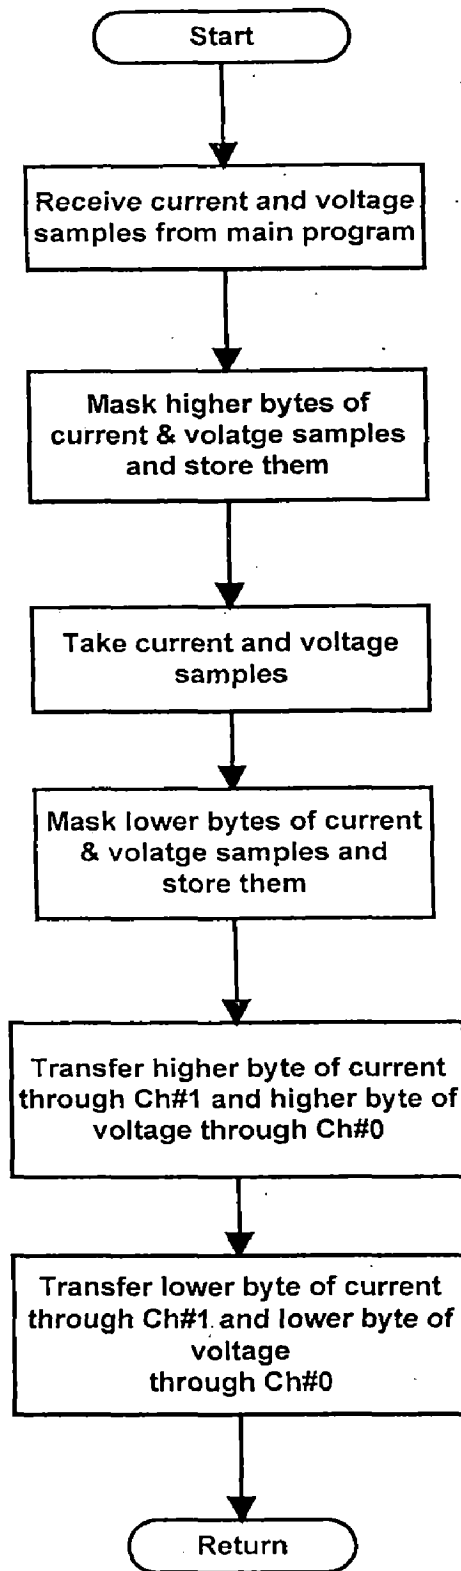 Start
Receive current and voltage
samples from main program
Mask higher bytes of
current & volatge samples
and store them
Take current and voltage
samples
Mask lower bytes of current
& volatge samples and
store them
Transfer higher byte of current
through Ch#1 and higher byte of
voltage through Ch#0
Transfer lower byte of current
through Ch#1 and lower byte of
voltage
through Ch#0
Return